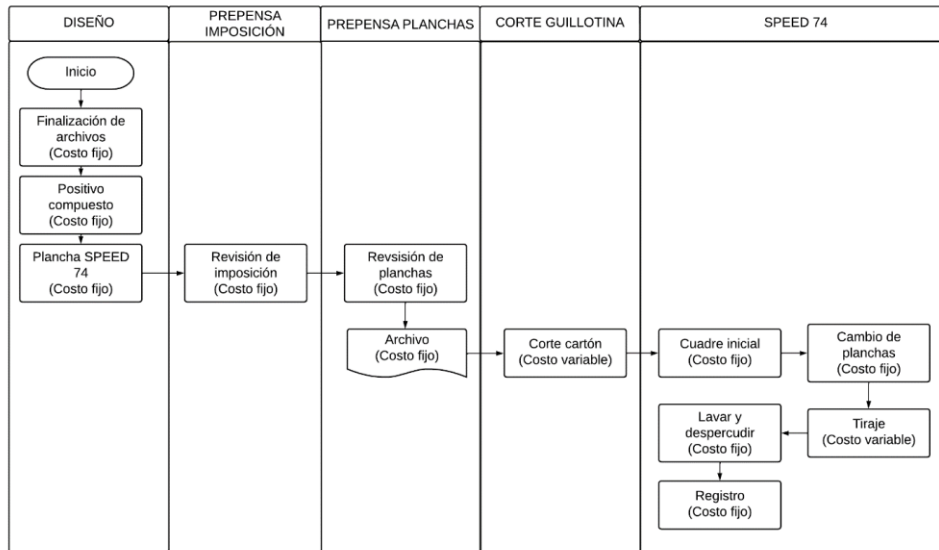 DISEÑO
PREPENSA
IMPOSICIÓN
PREPENSA PLANCHAS
CORTE GUILLOTINA
SPEED 74
Inicio
Finalización de
archivos
(Costo fijo)
Positivo
compuesto
(Costo fijo)
Plancha SPEED
74
(Costo fijo)
Revisión de
imposición
(Costo fijo)
Revsisión de
planchas
(Costo fijo)
Archivo
(Costo fijo)
Corte cartón
(Costo variable)
Cuadre inicial
(Costo fijo)
Cambio de
planchas
(Costo fijo)
Tiraje
(Costo variable)
Lavar y
despercudir
(Costo fijo)
Registro
(Costo fijo)